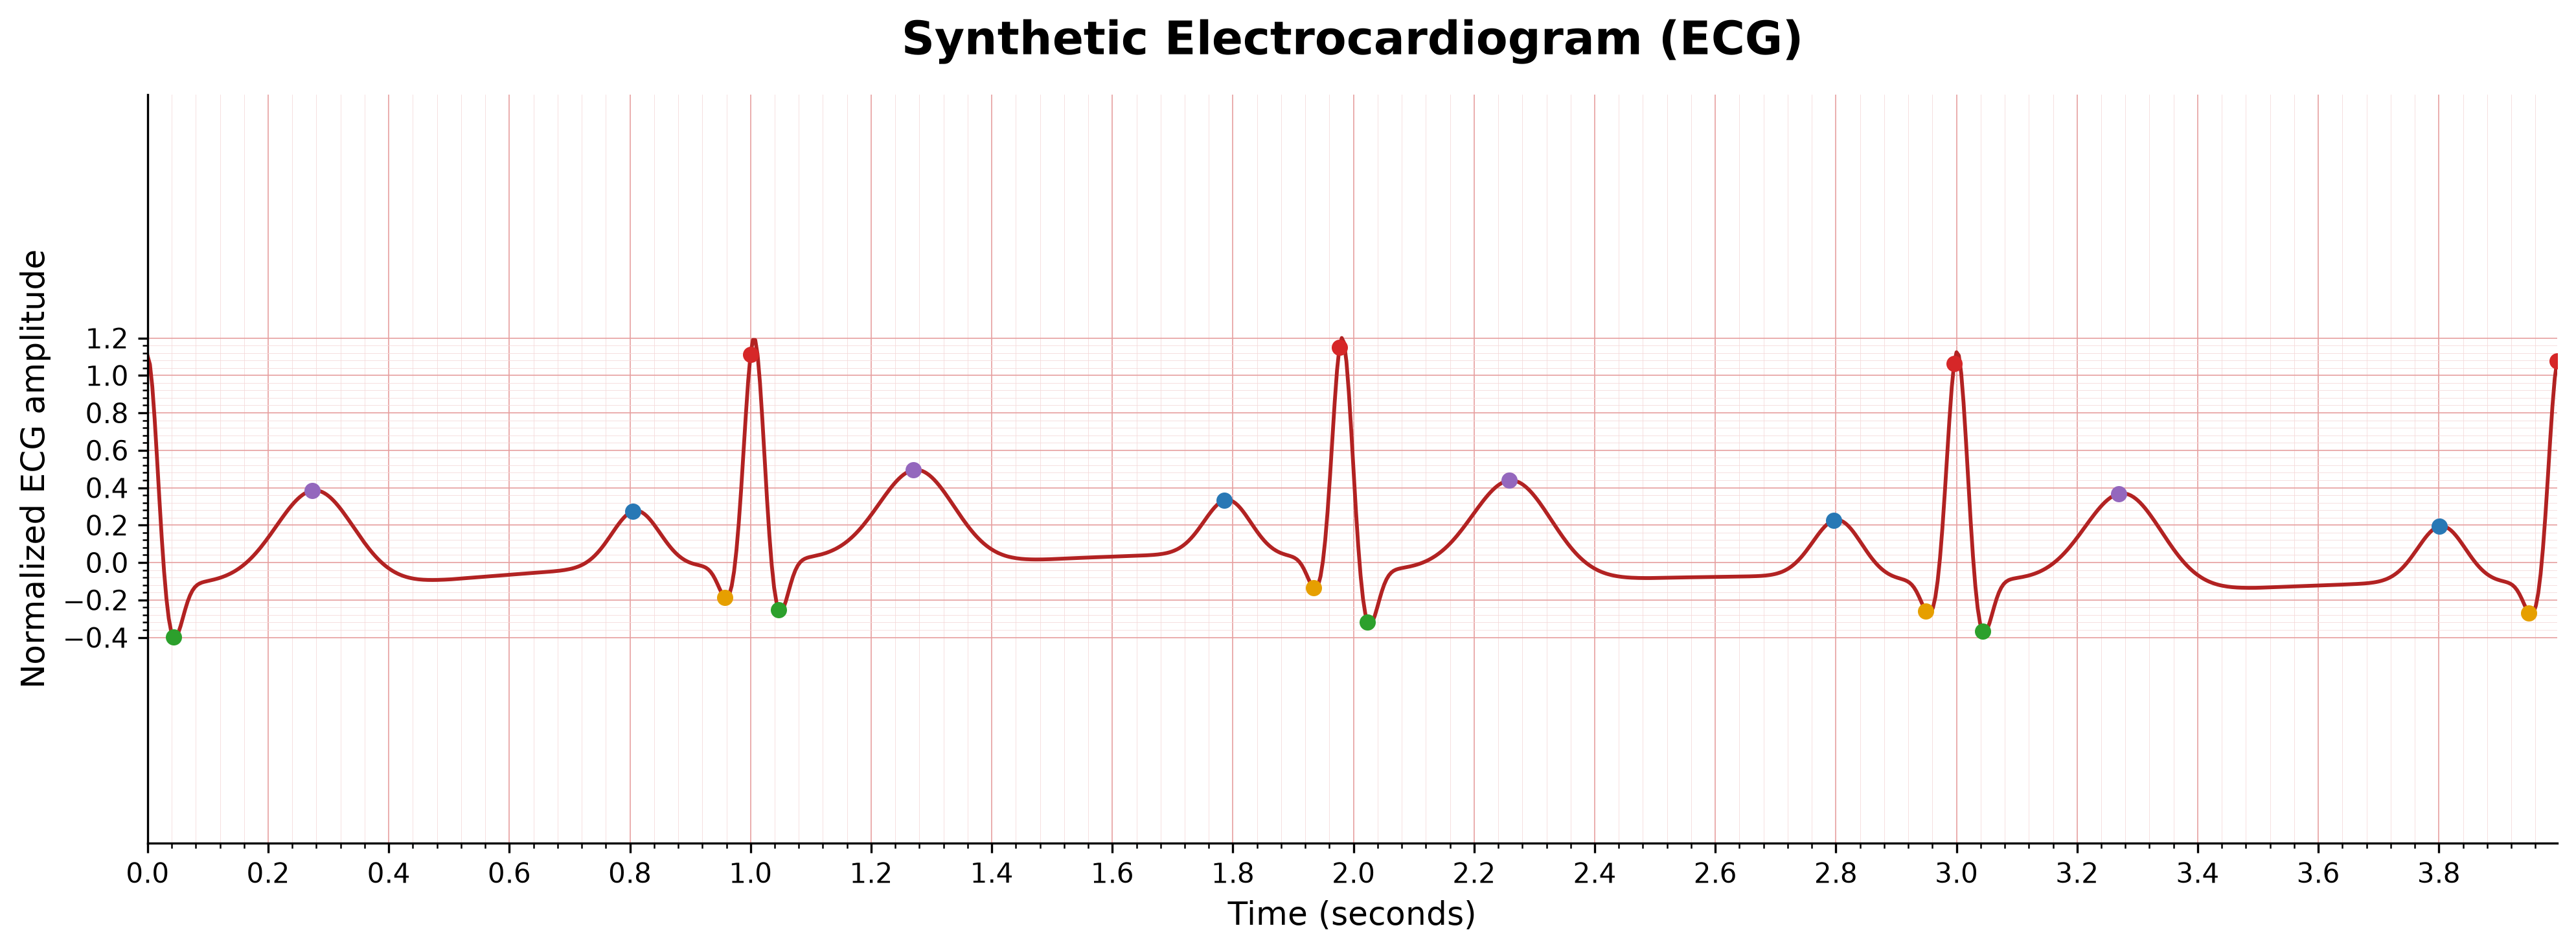 Synthetic Electrocardiogram (ECG)
Normalized ECG amplitude
1.2
1.0
0.8
0.6
0.4
0.2
0.0
−0.2
−0.4
0.0 0.2 0.4 0.6 0.8 1.0 1.2 1.4 1.6 1.8 2.0 2.2 2.4 2.6 2.8 3.0 3.2 3.4 3.6 3.8
Time (seconds)